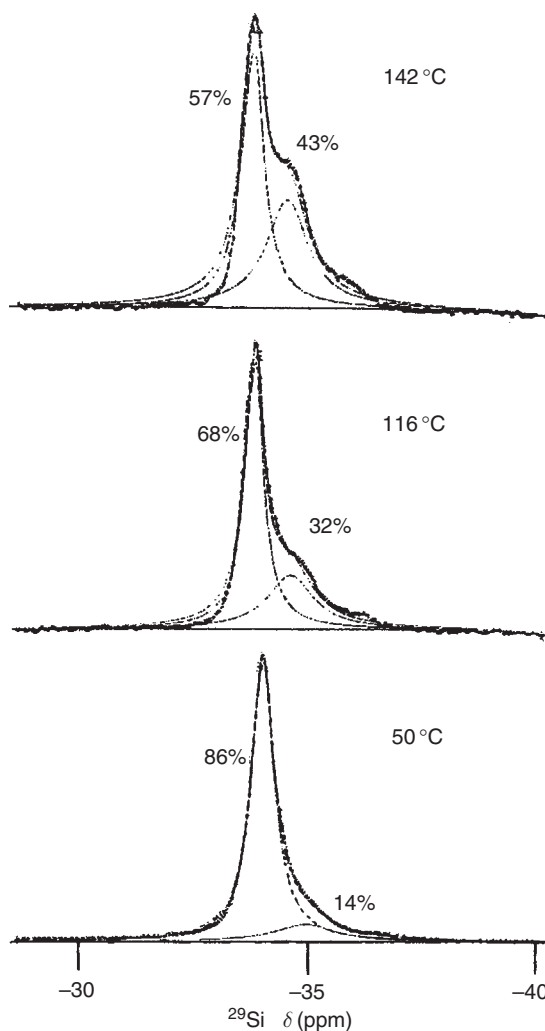 142 °C
57%
43%
116 °C
68%
32%
50 °C
86%
14%
–30 –35 –40
²⁹Si δ (ppm)